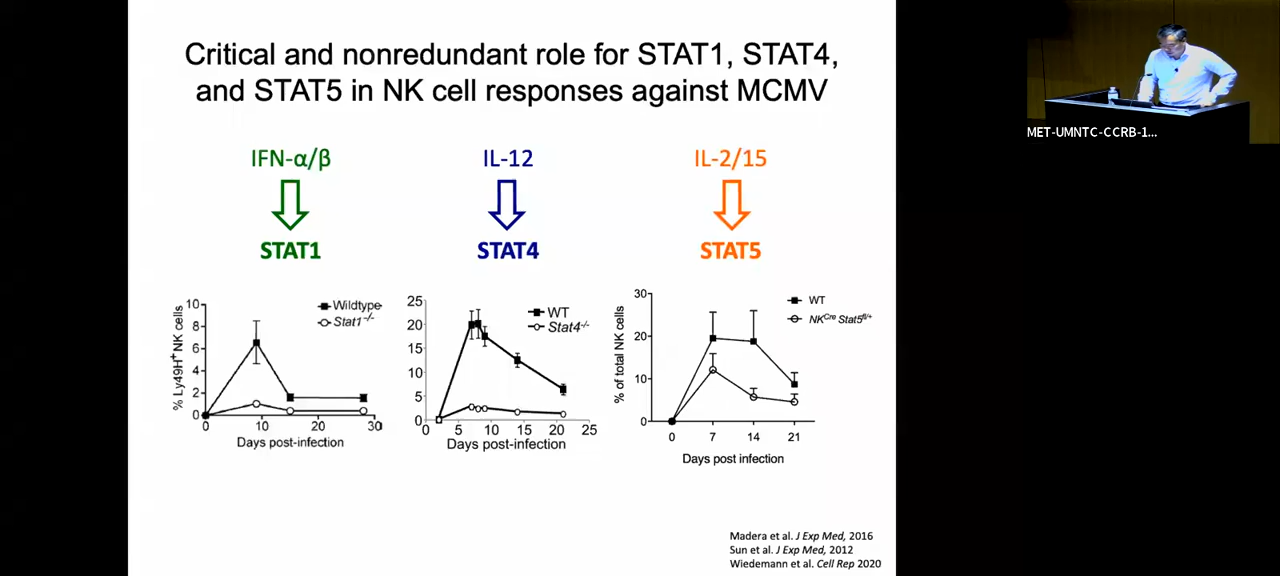 Critical and nonredundant role for STAT1, STAT4,
and STAT5 in NK cell responses against MCMV
MET-UMNTC-CCRB-1...
IFN-α/β
IL-12
IL-2/15
STAT1
STAT4
STAT5
% Ly49H⁺ NK cells
10
8
6
4
2
0
0
10
20
30
Days post-infection
Wildtype
Stat1⁻/⁻
25
20
15
10
5
0
0
5
10
15
20
25
Days post-infection
WT
Stat4⁻/⁻
% of total NK cells
30
20
10
0
0
7
14
21
Days post infection
WT
NKᶜʳᵉ Stat5ᶠˡ/⁺
Madera et al. J Exp Med, 2016
Sun et al. J Exp Med, 2012
Wiedemann et al. Cell Rep 2020